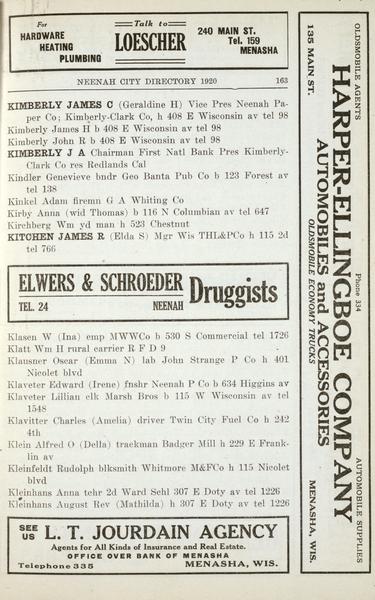 For
HARDWARE
HEATING
PLUMBING
Talk to
LOESCHER
240 MAIN ST.
Tel. 159
MENASHA
NEENAH CITY DIRECTORY 1920 163
KIMBERLY JAMES C (Geraldine H) Vice Pres Neenah Pa-
per Co; Kimberly-Clark Co, h 408 E Wisconsin av tel 98
Kimberly James H b 408 E Wisconsin av tel 98
Kimberly John R b 408 E Wisconsin av tel 98
KIMBERLY J A Chairman First Natl Bank Pres Kimberly-
Clark Co res Redlands Cal
Kindler Genevieve bndr Geo Banta Pub Co b 123 Forest av
tel 138
Kinkel Adam firemn G A Whiting Co
Kirby Anna (wid Thomas) b 116 N Columbian av tel 647
Kirchberg Wm yd man h 523 Chestnut
KITCHEN JAMES R (Elda S) Mgr Wis THL&PCo h 115 2d
tel 766
ELWERS & SCHROEDER
TEL. 24 NEENAH
Druggists
Klasen W (Ina) emp MWWCo b 530 S Commercial tel 1726
Klatt Wm H rural carrier R F D 9
Klausner Oscar (Emma N) lab John Strange P Co h 401
Nicolet blvd
Klaveter Edward (Irene) fnshr Neenah P Co b 634 Higgins av
Klaveter Lillian elk Marsh Bros b 115 W Wisconsin av tel
1548
Klavitter Charles (Amelia) driver Twin City Fuel Co h 242
4th
Klein Alfred O (Della) trackman Badger Mill h 229 E Frank-
lin av
Kleinfeldt Rudolph blksmith Whitmore M&FCo h 115 Nicolet
blvd
Kleinhans Anna tchr 2d Ward Schl 307 E Doty av tel 1226
Kleinhans August Rev (Mathilda) h 307 E Doty av tel 1226
SEE
US
L. T. JOURDAIN AGENCY
Agents for All Kinds of Insurance and Real Estate.
OFFICE OVER BANK OF MENASHA
Telephone 335 MENASHA, WIS.
OLDSMOBILE AGENTS Phone 334 AUTOMOBILE SUPPLIES
HARPER-ELLINGBOE COMPANY
AUTOMOBILES and ACCESSORIES
OLDSMOBILE ECONOMY TRUCKS
135 MAIN ST. MENASHA, WIS.